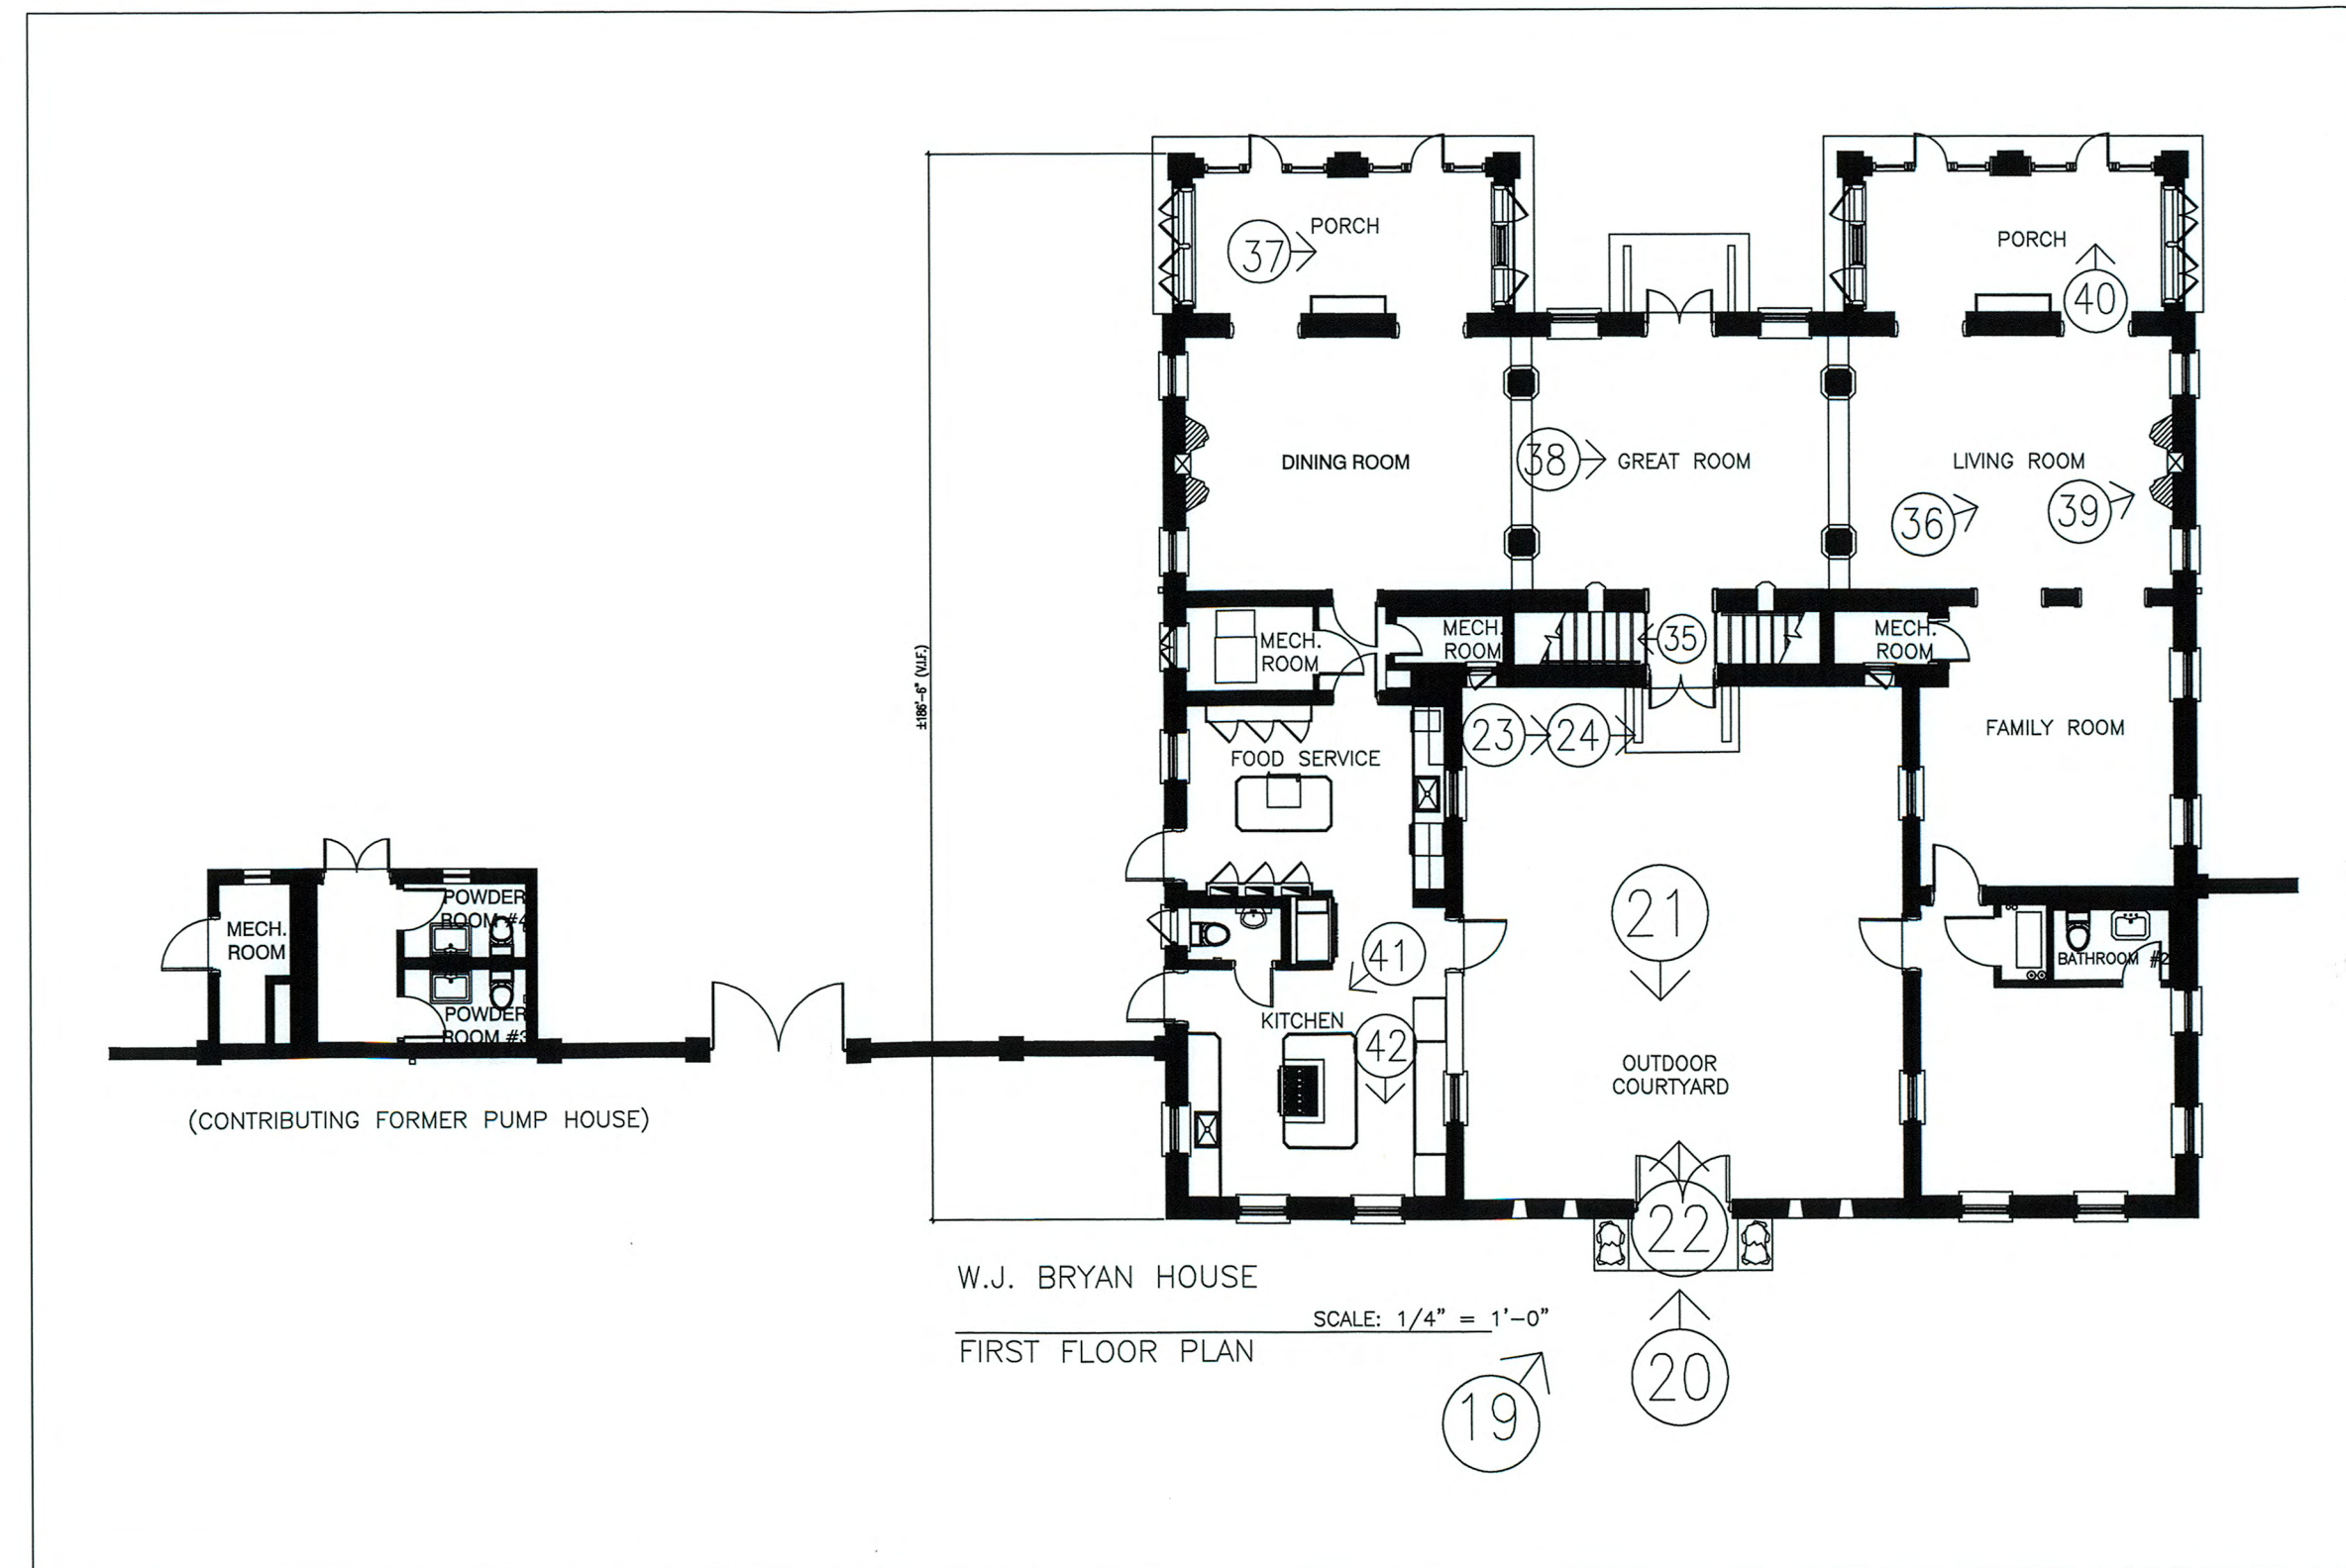 PORCH
37
PORCH
40
DINING ROOM
38
GREAT ROOM
LIVING ROOM
36
39
MECH.
ROOM
MECH.
ROOM
35
MECH.
ROOM
±186'-6" (V.I.F.)
23
24
FAMILY ROOM
FOOD SERVICE
21
POWDER
ROOM #4
MECH.
ROOM
41
BATHROOM #2
POWDER
ROOM #3
KITCHEN
42
OUTDOOR
COURTYARD
(CONTRIBUTING FORMER PUMP HOUSE)
22
W.J. BRYAN HOUSE
SCALE: 1/4" = 1'-0"
FIRST FLOOR PLAN
20
19